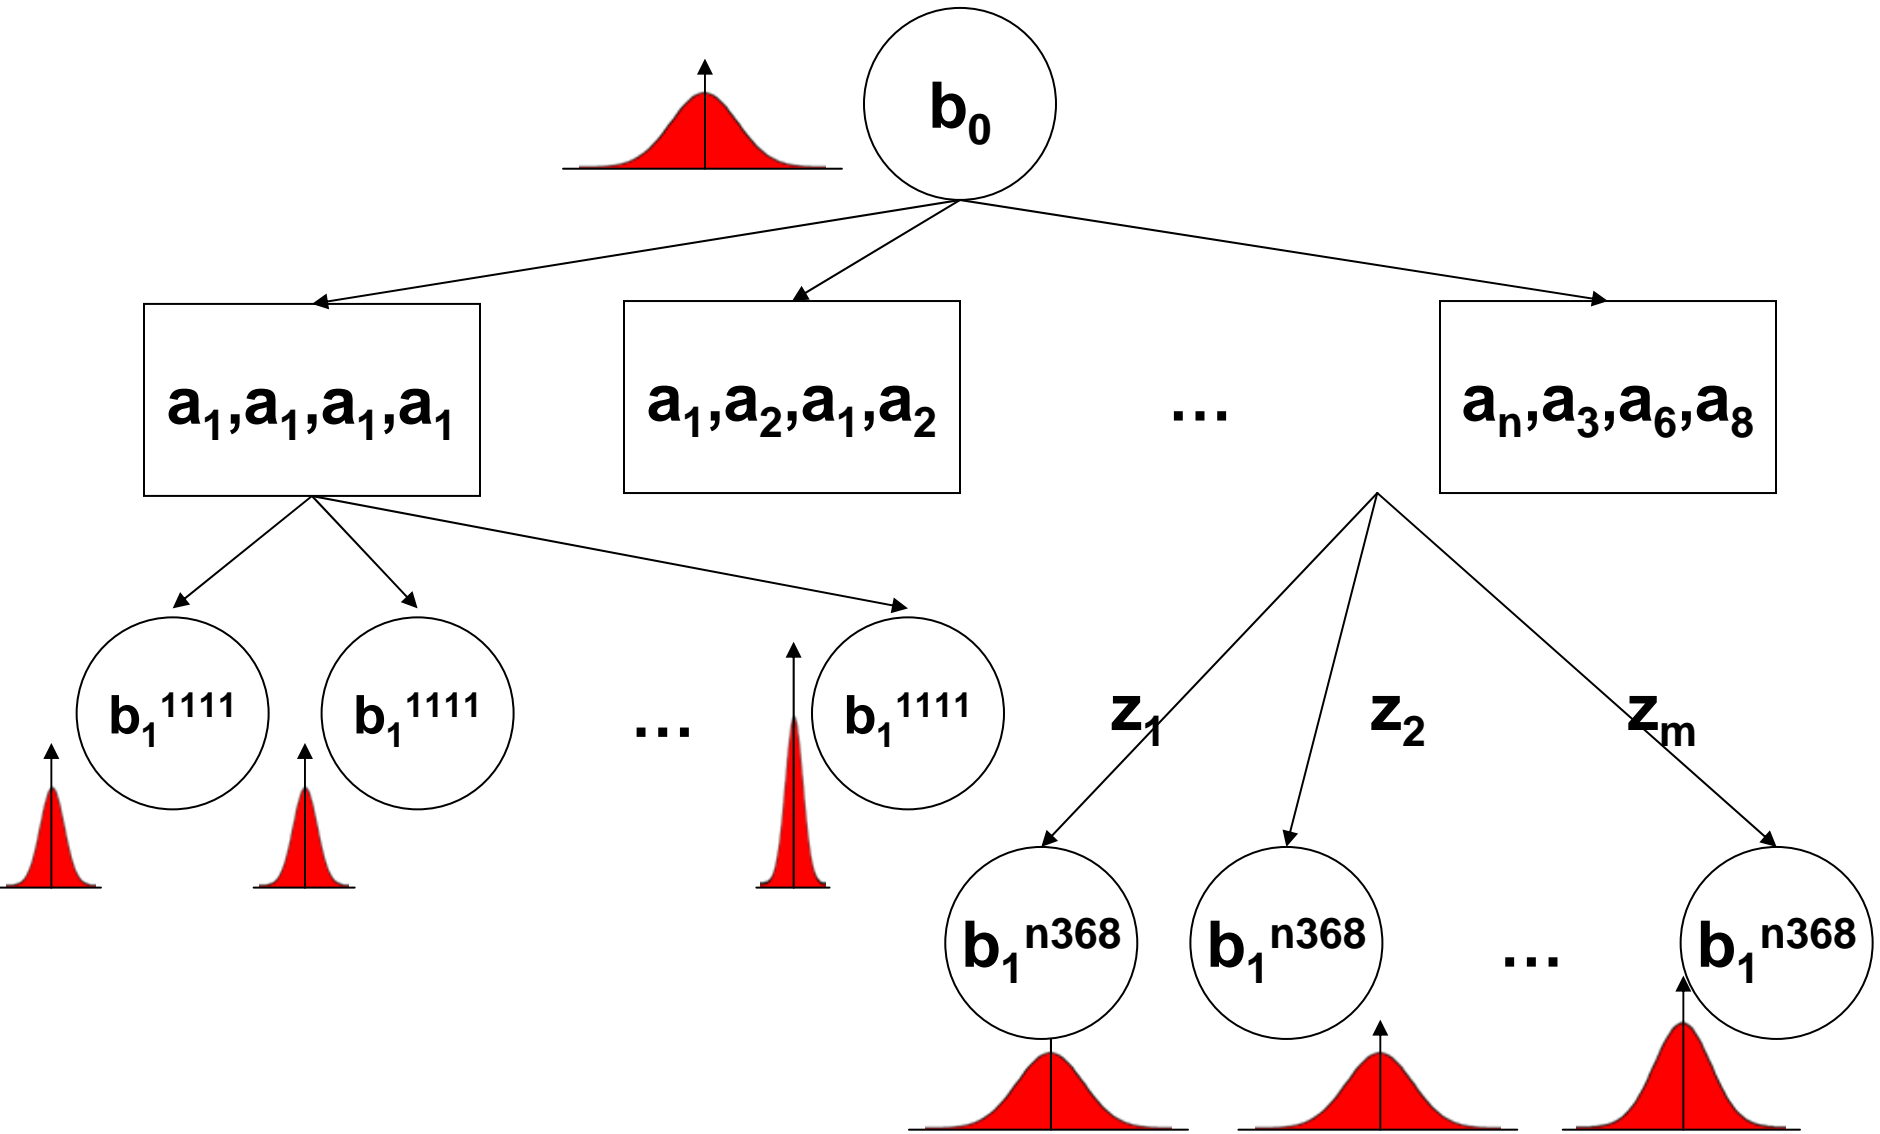 b₀
a₁,a₁,a₁,a₁
a₁,a₂,a₁,a₂
…
aₙ,a₃,a₆,a₈
b₁¹¹¹¹
b₁¹¹¹¹
…
b₁¹¹¹¹
z₁
z₂
zₘ
b₁ⁿ³⁶⁸
b₁ⁿ³⁶⁸
…
b₁ⁿ³⁶⁸